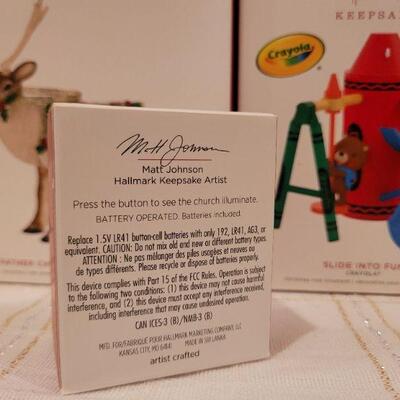 KEEPSA
Crayola
Matt Johnson
Matt Johnson
Hallmark Keepsake Artist
Press the button to see the church illuminate.
BATTERY OPERATED. Batteries included.
Replace 1.5V LR41 button-cell batteries with only 192, LR41, AG3, or
equivalent. CAUTION: Do not mix old and new or different battery types.
ATTENTION : Ne pas mélanger des piles usagées et neuves en
de types différents. Please recycle or dispose of batteries properly.
This device complies with Part 15 of the FCC Rules. Operation is subject
to the following two conditions: (1) this device may not cause harmful
interference, and (2) this device must accept any interference received,
including interference that may cause undesired operation.
CAN ICES-3 (B)/NMB-3 (B)
MFD. FOR/FABRIQUÉ POUR HALLMARK MARKETING COMPANY, LLC
KANSAS CITY, MO 64141 MADE IN SRI LANKA
artist crafted
FATHER CH
SLIDE INTO FUN
CRAYOLA